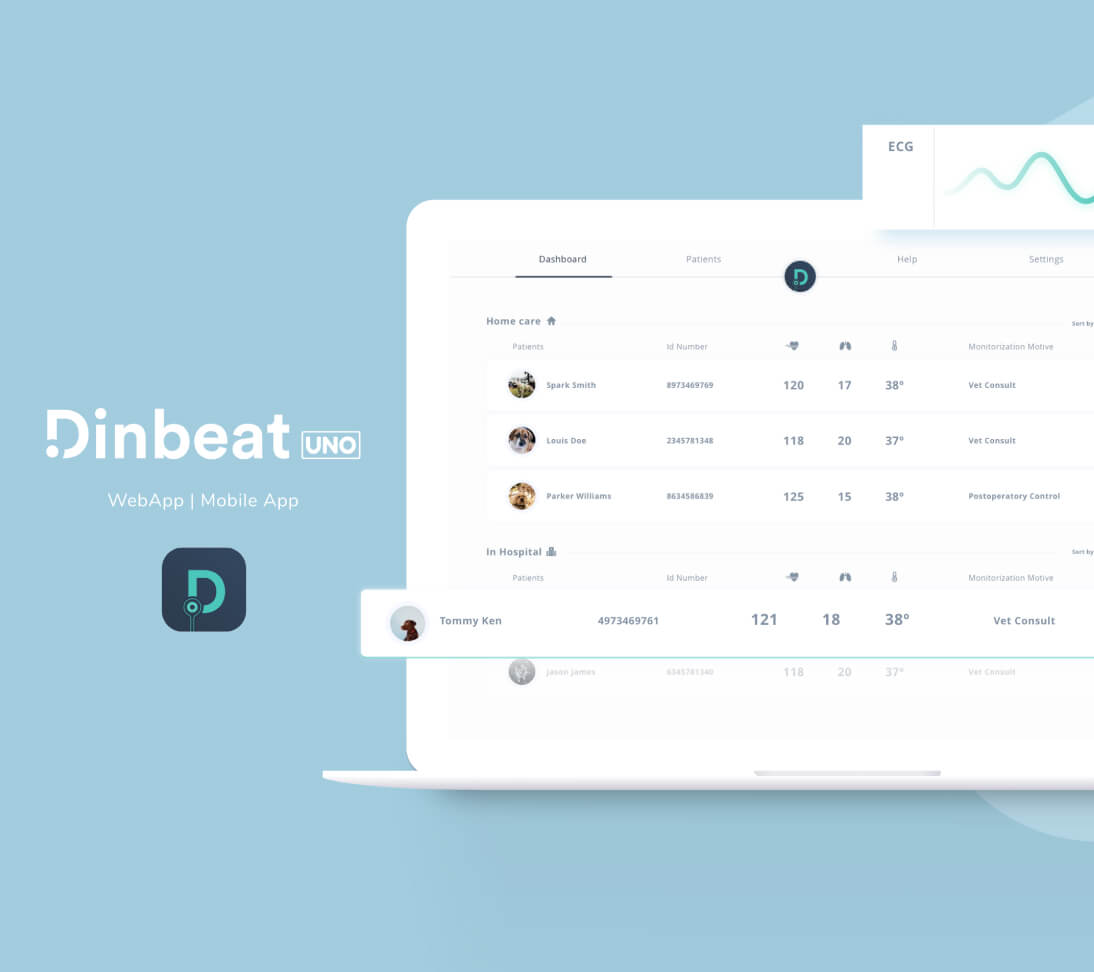 ECG
Dashboard Patients Help Settings
Home care
Sort by
Patients Id Number Monitorization Motive
Spark Smith 8973469769 120 17 38° Vet Consult
Louis Doe 2345781348 118 20 37° Vet Consult
Parker Williams 8634586839 125 15 38° Postoperatory Control
Dinbeat UNO
WebApp | Mobile App
In Hospital
Sort by
Patients Id Number Monitorization Motive
Tommy Ken 4973469761 121 18 38° Vet Consult
Jason James 6345781340 118 20 37° Vet Consult